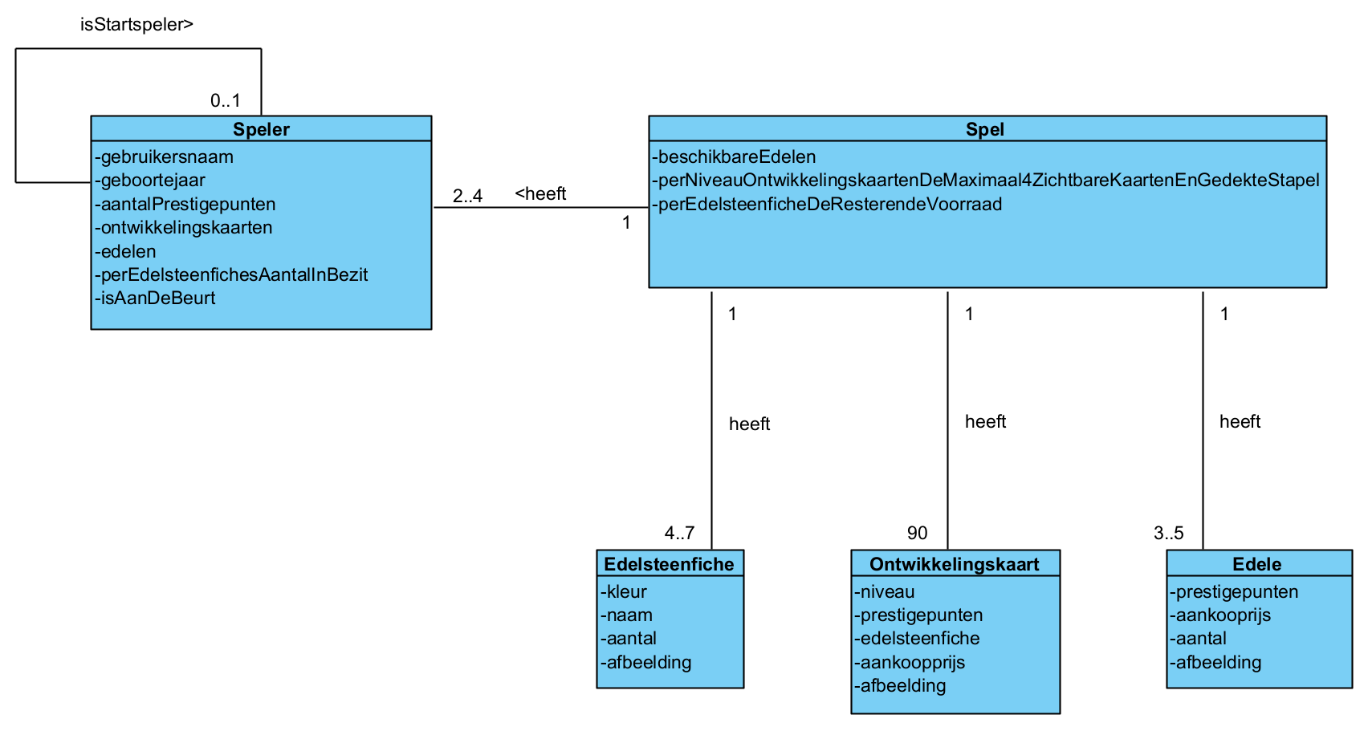 isStartspeler>
0..1
Speler
-gebruikersnaam
-geboortejaar
-aantalPrestigepunten
-ontwikkelingskaarten
-edelen
-perEdelsteenfichesAantalInBezit
-isAanDeBeurt
2..4
<heeft
1
Spel
-beschikbareEdelen
-perNiveauOntwikkelingskaartenDeMaximaal4ZichtbareKaartenEnGedekteStapel
-perEdelsteenficheDeResterendeVoorraad
1
1
1
heeft
heeft
heeft
4..7
90
3..5
Edelsteenfiche
-kleur
-naam
-aantal
-afbeelding
Ontwikkelingskaart
-niveau
-prestigepunten
-edelsteenfiche
-aankoopprijs
-afbeelding
Edele
-prestigepunten
-aankooprijs
-aantal
-afbeelding